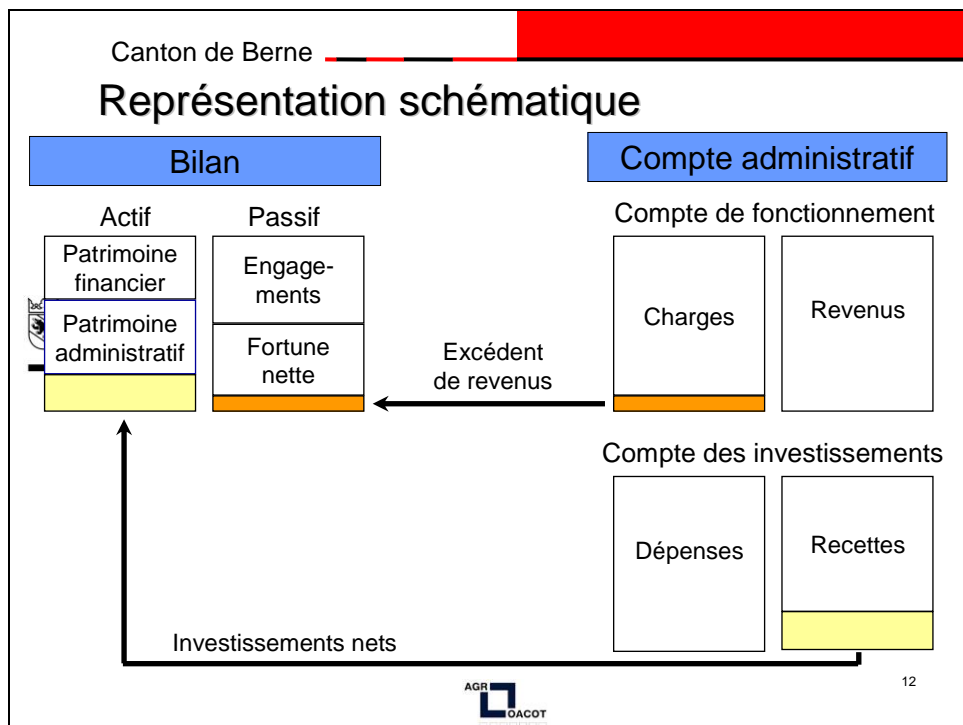 Canton de Berne
Représentation schématique
Bilan
Compte administratif
Actif
Passif
Patrimoine
financier
Patrimoine
administratif
Engage-
ments
Fortune
nette
Excédent
de revenus
Compte de fonctionnement
Charges
Revenus
Compte des investissements
Dépenses
Recettes
Investissements nets
AGR
OACOT
12